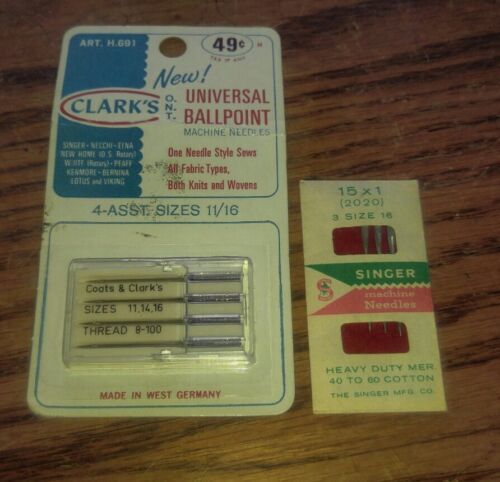 ART. H.691
49¢
New!
CLARK'S
O.N.T.
UNIVERSAL
BALLPOINT
MACHINE NEEDLES
SINGER - NECCHI - ELNA
NEW HOME (O.S. Rotary)
WHITE (Rotary) - PFAFF
KENMORE - BERNINA
LOTUS and VIKING
One Needle Style Sews
All Fabric Types,
Both Knits and Wovens
4-ASST. SIZES 11/16
Coats & Clark's
SIZES 11,14,16
THREAD 8-100
MADE IN WEST GERMANY
15 x 1
(2020)
3 SIZE 16
S
SINGER
machine
Needles
HEAVY DUTY MER.
40 TO 60 COTTON
THE SINGER MFG. CO.